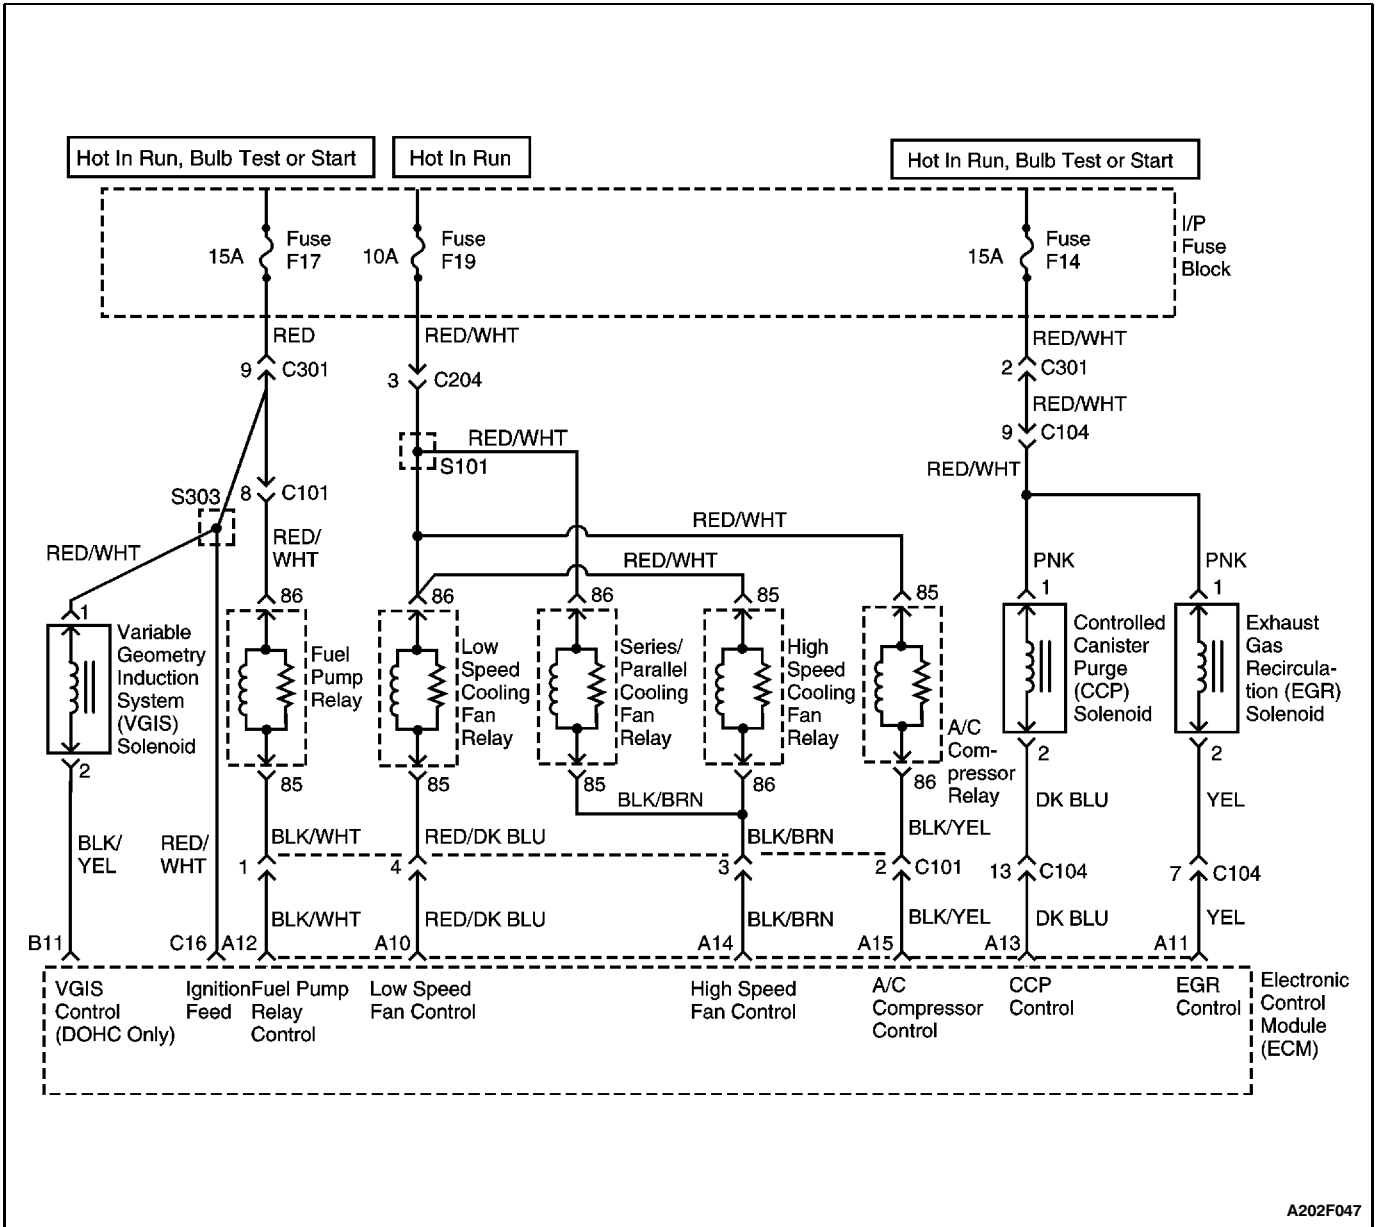 Hot In Run, Bulb Test or Start
Hot In Run
Hot In Run, Bulb Test or Start
15A
Fuse
F17
10A
Fuse
F19
15A
Fuse
F14
I/P
Fuse
Block
RED
RED/WHT
RED/WHT
9
C301
3
C204
2
C301
RED/WHT
9
C104
RED/WHT
S101
RED/WHT
S303
8
C101
RED/WHT
RED/WHT
RED/
WHT
RED/WHT
PNK
PNK
1
86
86
86
85
85
1
1
Variable
Geometry
Induction
System
(VGIS)
Solenoid
Fuel
Pump
Relay
Low
Speed
Cooling
Fan
Relay
Series/
Parallel
Cooling
Fan
Relay
High
Speed
Cooling
Fan
Relay
A/C
Com-
pressor
Relay
Controlled
Canister
Purge
(CCP)
Solenoid
Exhaust
Gas
Recircula-
tion (EGR)
Solenoid
2
85
85
85
86
86
2
2
BLK/BRN
DK BLU
YEL
BLK/
YEL
RED/
WHT
BLK/WHT
RED/DK BLU
BLK/BRN
BLK/YEL
1
4
3
2
C101
13
C104
7
C104
BLK/WHT
RED/DK BLU
BLK/BRN
BLK/YEL
DK BLU
YEL
B11
C16
A12
A10
A14
A15
A13
A11
VGIS
Control
(DOHC Only)
Ignition
Feed
Fuel Pump
Relay
Control
Low Speed
Fan Control
High Speed
Fan Control
A/C
Compressor
Control
CCP
Control
EGR
Control
Electronic
Control
Module
(ECM)
A202F047